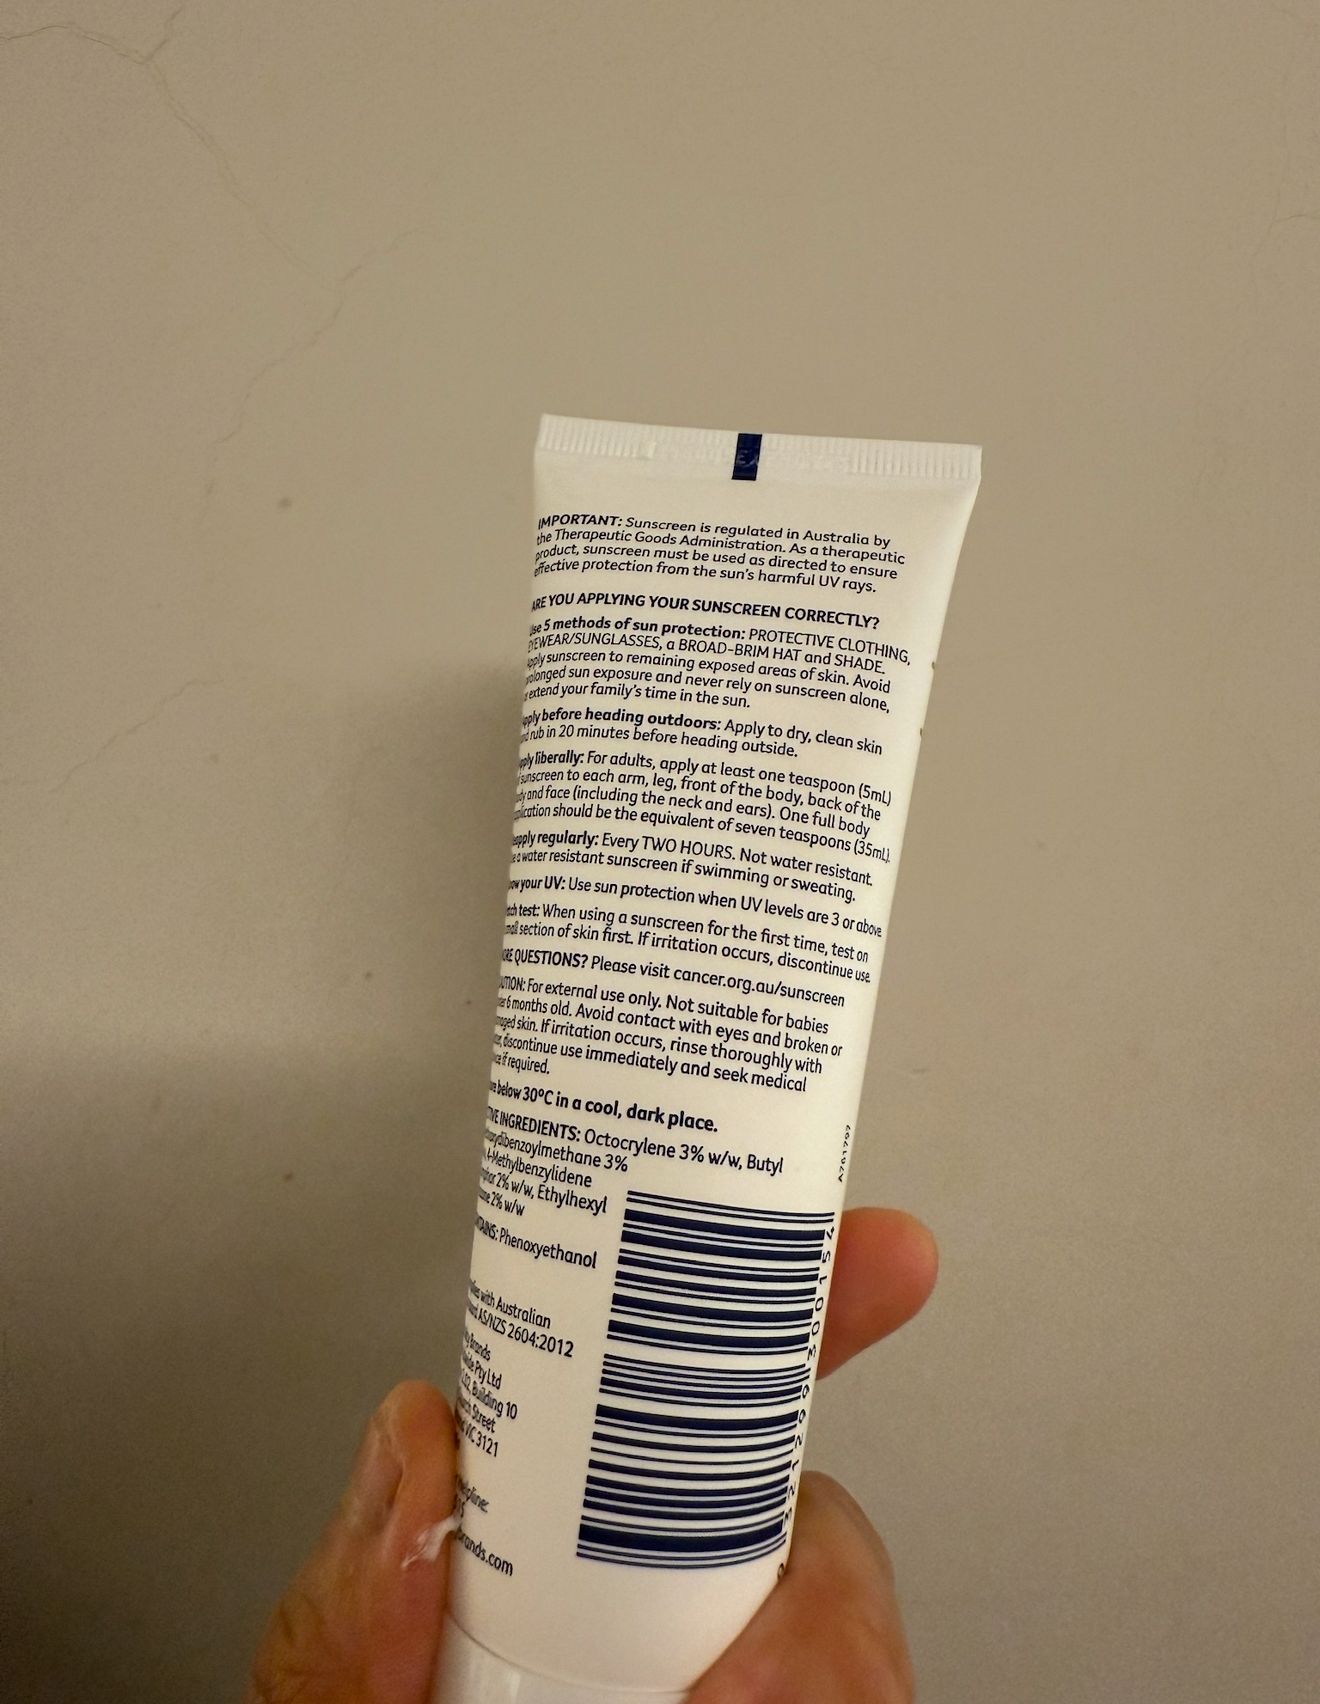 IMPORTANT: Sunscreen is regulated in Australia by
the Therapeutic Goods Administration. As a therapeutic
product, sunscreen must be used as directed to ensure
effective protection from the sun's harmful UV rays.
ARE YOU APPLYING YOUR SUNSCREEN CORRECTLY?
Use 5 methods of sun protection: PROTECTIVE CLOTHING,
EYEWEAR/SUNGLASSES, a BROAD-BRIM HAT and SHADE.
Apply sunscreen to remaining exposed areas of skin. Avoid
prolonged sun exposure and never rely on sunscreen alone,
extend your family's time in the sun.
Apply before heading outdoors: Apply to dry, clean skin
and rub in 20 minutes before heading outside.
Apply liberally: For adults, apply at least one teaspoon (5mL)
sunscreen to each arm, leg, front of the body, back of the
and face (including the neck and ears). One full body
should be the equivalent of seven teaspoons (35mL).
regularly: Every TWO HOURS. Not water resistant.
a water resistant sunscreen if swimming or sweating.
your UV: Use sun protection when UV levels are 3 or above.
test: When using a sunscreen for the first time, test on
section of skin first. If irritation occurs, discontinue use.
QUESTIONS? Please visit cancer.org.au/sunscreen
For external use only. Not suitable for babies
6 months old. Avoid contact with eyes and broken or
skin. If irritation occurs, rinse thoroughly with
discontinue use immediately and seek medical
if required.
below 30°C in a cool, dark place.
INGREDIENTS: Octocrylene 3% w/w, Butyl
3%
4-Methylbenzylidene
2% w/w, Ethylhexyl
2% w/w
Phenoxyethanol
with Australian
AS/NZS 2604:2012
Brands
Pty Ltd
Building 10
Street
VIC 3121
A781797
9 321299 300154